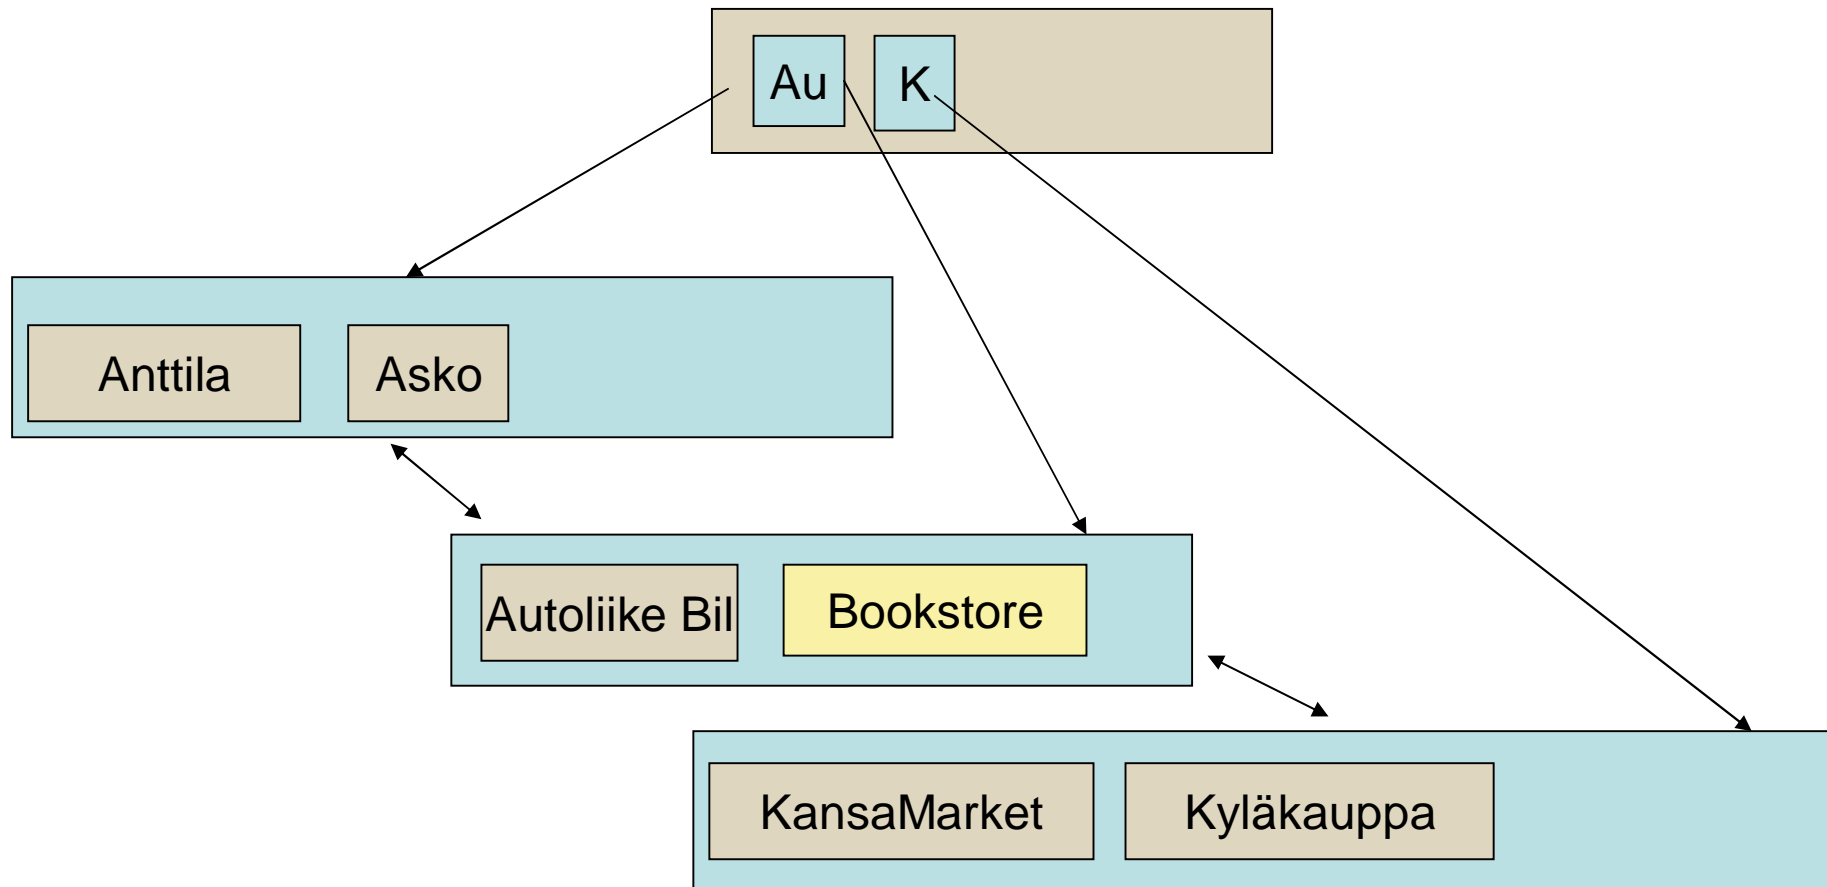 Au
K
Anttila
Asko
Autoliike Bil
Bookstore
KansaMarket
Kyläkauppa